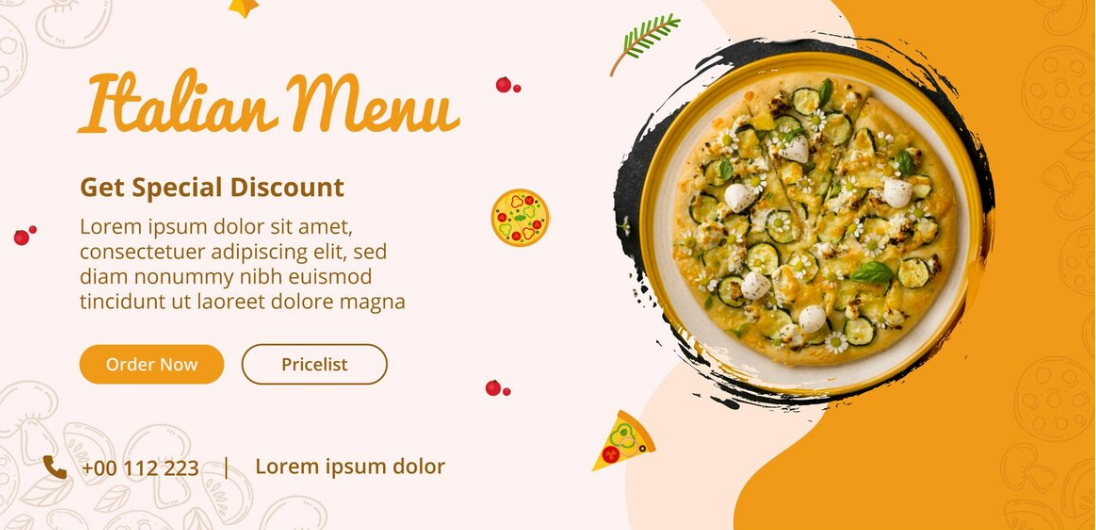 Italian Menu
Get Special Discount
Lorem ipsum dolor sit amet,
consectetuer adipiscing elit, sed
diam nonummy nibh euismod
tincidunt ut laoreet dolore magna
Order Now
Pricelist
+00 112 223 | Lorem ipsum dolor